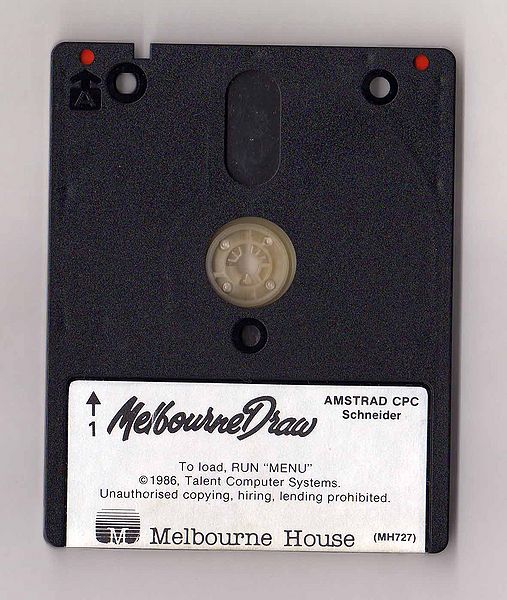 A
AMSTRAD CPC
Schneider
1
MelbourneDraw
To load, RUN “MENU”
©1986, Talent Computer Systems.
Unauthorised copying, hiring, lending prohibited.
M Melbourne House (MH727)